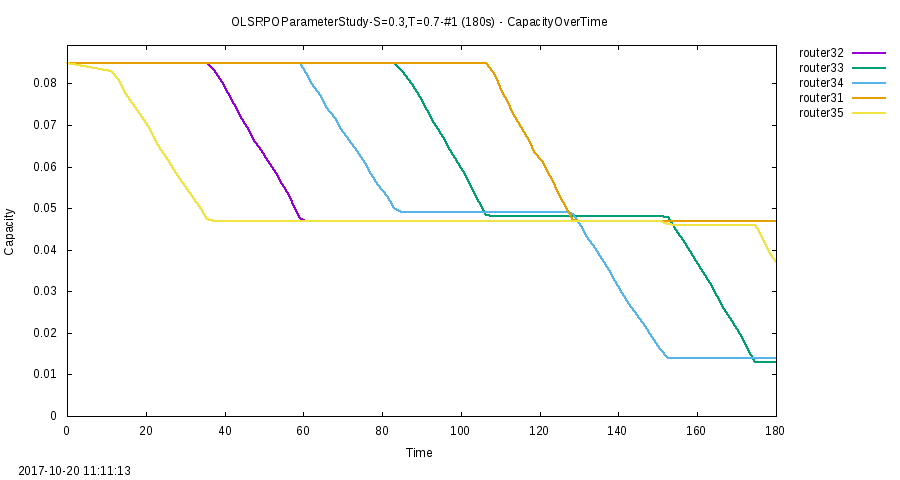 OLSRPOParameterStudy-S=0.3,T=0.7-#1 (180s) - CapacityOverTime
router32
router33
router34
router31
router35
0.08
0.07
0.06
0.05
0.04
0.03
0.02
0.01
0
Capacity
0 20 40 60 80 100 120 140 160 180
Time
2017-10-20 11:11:13